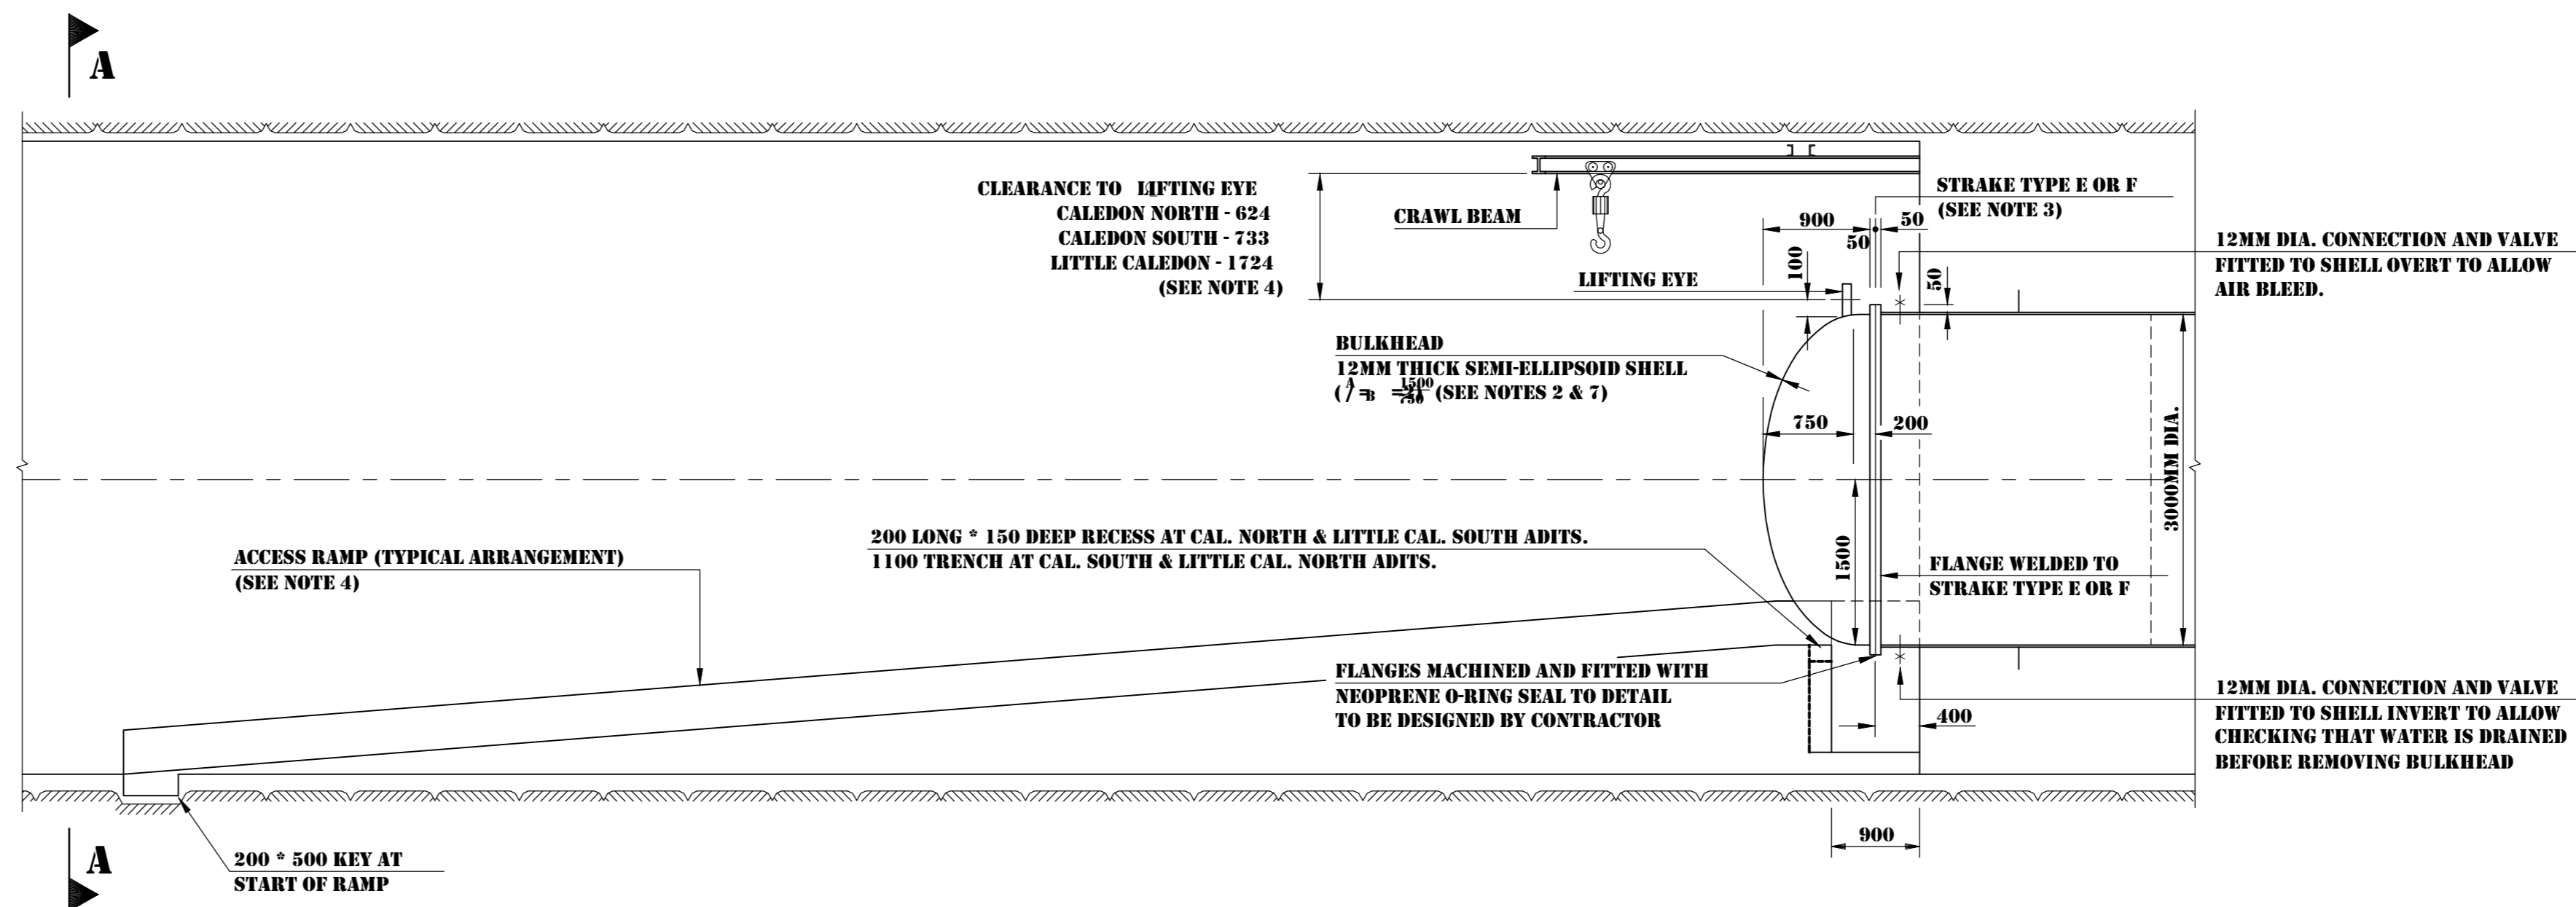 A
CLEARANCE TO LIFTING EYE
CALEDON NORTH - 624
CALEDON SOUTH - 733
LITTLE CALEDON - 1724
(SEE NOTE 4)
CRAWL BEAM
LIFTING EYE
900
50
50
100
STRAKE TYPE E OR F
(SEE NOTE 3)
50
12MM DIA. CONNECTION AND VALVE
FITTED TO SHELL OVERT TO ALLOW
AIR BLEED.
BULKHEAD
12MM THICK SEMI-ELLIPSOID SHELL
(A/B = 1500/750 (SEE NOTES 2 & 7)
750
200
1500
3000MM DIA.
200 LONG * 150 DEEP RECESS AT CAL. NORTH & LITTLE CAL. SOUTH ADITS.
1100 TRENCH AT CAL. SOUTH & LITTLE CAL. NORTH ADITS.
ACCESS RAMP (TYPICAL ARRANGEMENT)
(SEE NOTE 4)
FLANGE WELDED TO
STRAKE TYPE E OR F
FLANGES MACHINED AND FITTED WITH
NEOPRENE O-RING SEAL TO DETAIL
TO BE DESIGNED BY CONTRACTOR
400
12MM DIA. CONNECTION AND VALVE
FITTED TO SHELL INVERT TO ALLOW
CHECKING THAT WATER IS DRAINED
BEFORE REMOVING BULKHEAD
900
A
200 * 500 KEY AT
START OF RAMP